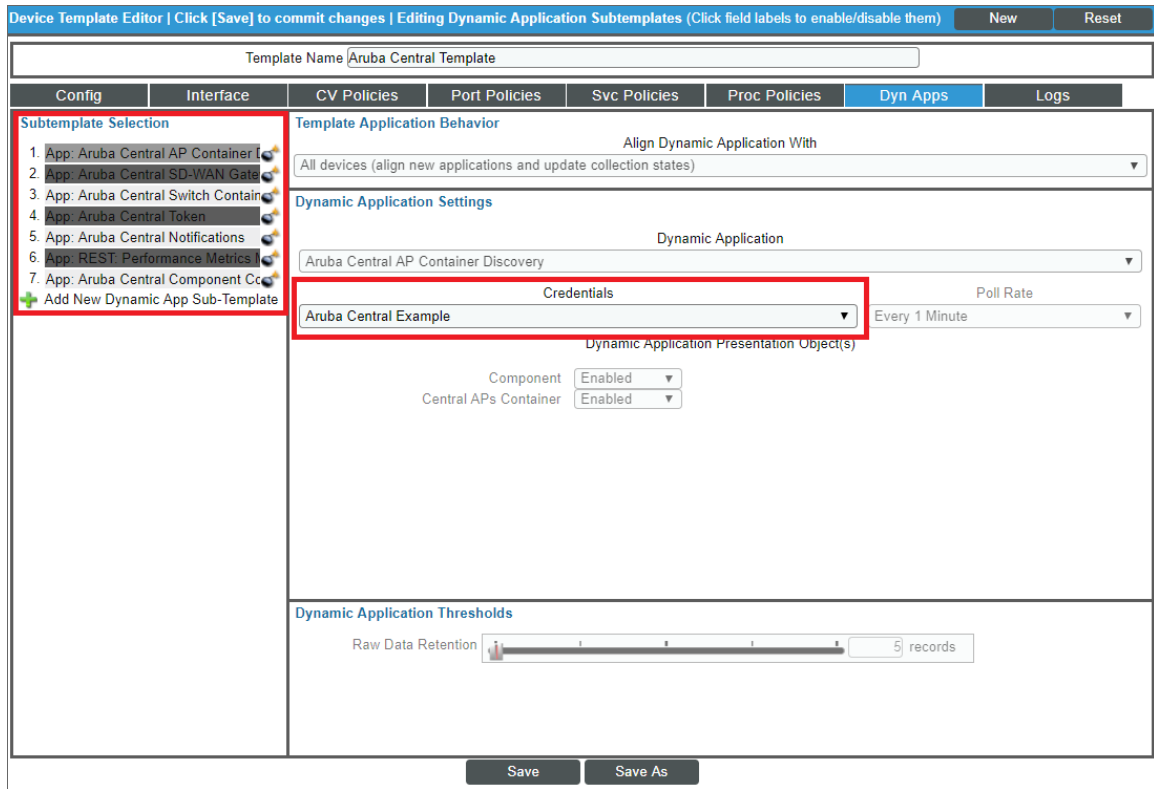 Device Template Editor | Click [Save] to commit changes | Editing Dynamic Application Subtemplates (Click field labels to enable/disable them) New Reset
Template Name Aruba Central Template
Config Interface CV Policies Port Policies Svc Policies Proc Policies Dyn Apps Logs
Subtemplate Selection
1. App: Aruba Central AP Container
2. App: Aruba Central SD-WAN Gate
3. App: Aruba Central Switch Contain
4. App: Aruba Central Token
5. App: Aruba Central Notifications
6. App: REST: Performance Metrics
7. App: Aruba Central Component
Add New Dynamic App Sub-Template
Template Application Behavior
Align Dynamic Application With
All devices (align new applications and update collection states)
Dynamic Application Settings
Dynamic Application
Aruba Central AP Container Discovery
Credentials Poll Rate
Aruba Central Example Every 1 Minute
Dynamic Application Presentation Object(s)
Component Enabled
Central APs Container Enabled
Dynamic Application Thresholds
Raw Data Retention 5 records
Save Save As